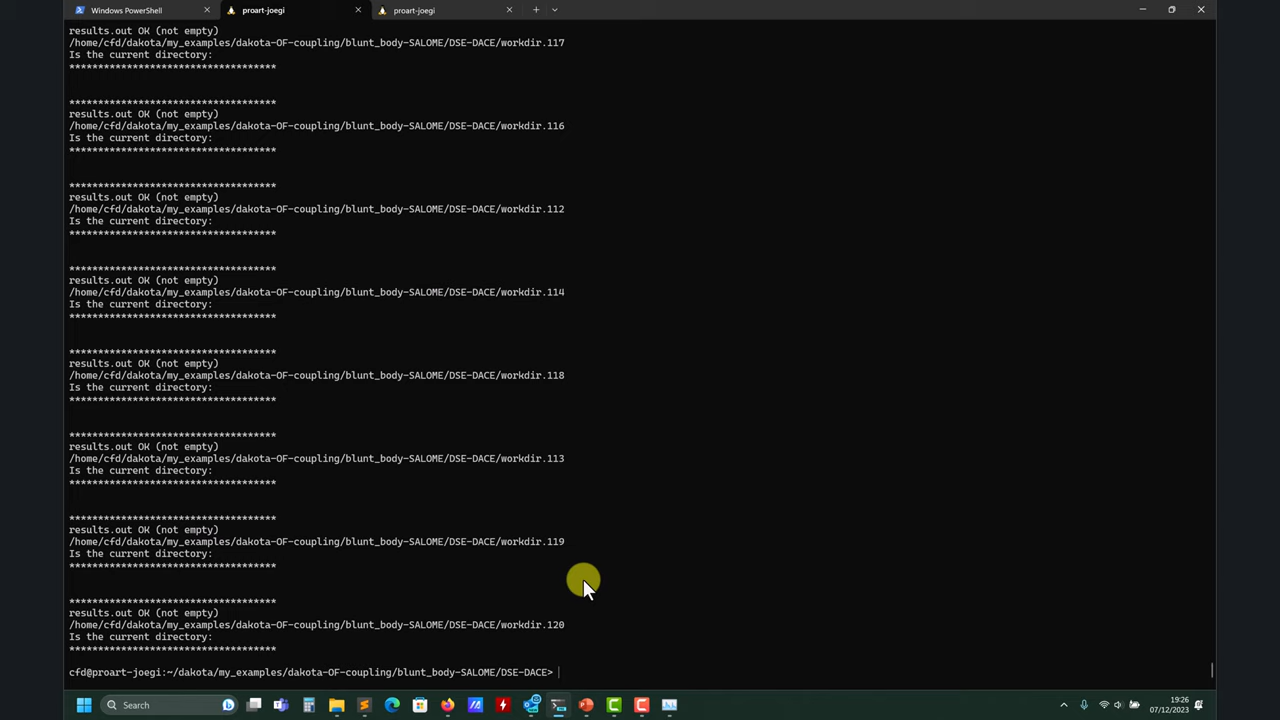 Windows PowerShell
proart-joegi
proart-joegi
results.out OK (not empty)
/home/cfd/dakota/my_examples/dakota-OF-coupling/blunt_body-SALOME/DSE-DACE/workdir.117
Is the current directory:
************************************
************************************
results.out OK (not empty)
/home/cfd/dakota/my_examples/dakota-OF-coupling/blunt_body-SALOME/DSE-DACE/workdir.116
Is the current directory:
************************************
************************************
results.out OK (not empty)
/home/cfd/dakota/my_examples/dakota-OF-coupling/blunt_body-SALOME/DSE-DACE/workdir.112
Is the current directory:
************************************
************************************
results.out OK (not empty)
/home/cfd/dakota/my_examples/dakota-OF-coupling/blunt_body-SALOME/DSE-DACE/workdir.114
Is the current directory:
************************************
************************************
results.out OK (not empty)
/home/cfd/dakota/my_examples/dakota-OF-coupling/blunt_body-SALOME/DSE-DACE/workdir.118
Is the current directory:
************************************
************************************
results.out OK (not empty)
/home/cfd/dakota/my_examples/dakota-OF-coupling/blunt_body-SALOME/DSE-DACE/workdir.113
Is the current directory:
************************************
************************************
results.out OK (not empty)
/home/cfd/dakota/my_examples/dakota-OF-coupling/blunt_body-SALOME/DSE-DACE/workdir.119
Is the current directory:
************************************
************************************
results.out OK (not empty)
/home/cfd/dakota/my_examples/dakota-OF-coupling/blunt_body-SALOME/DSE-DACE/workdir.120
Is the current directory:
************************************
cfd@proart-joegi:~/dakota/my_examples/dakota-OF-coupling/blunt_body-SALOME/DSE-DACE>
Search
19:26
07/12/2023